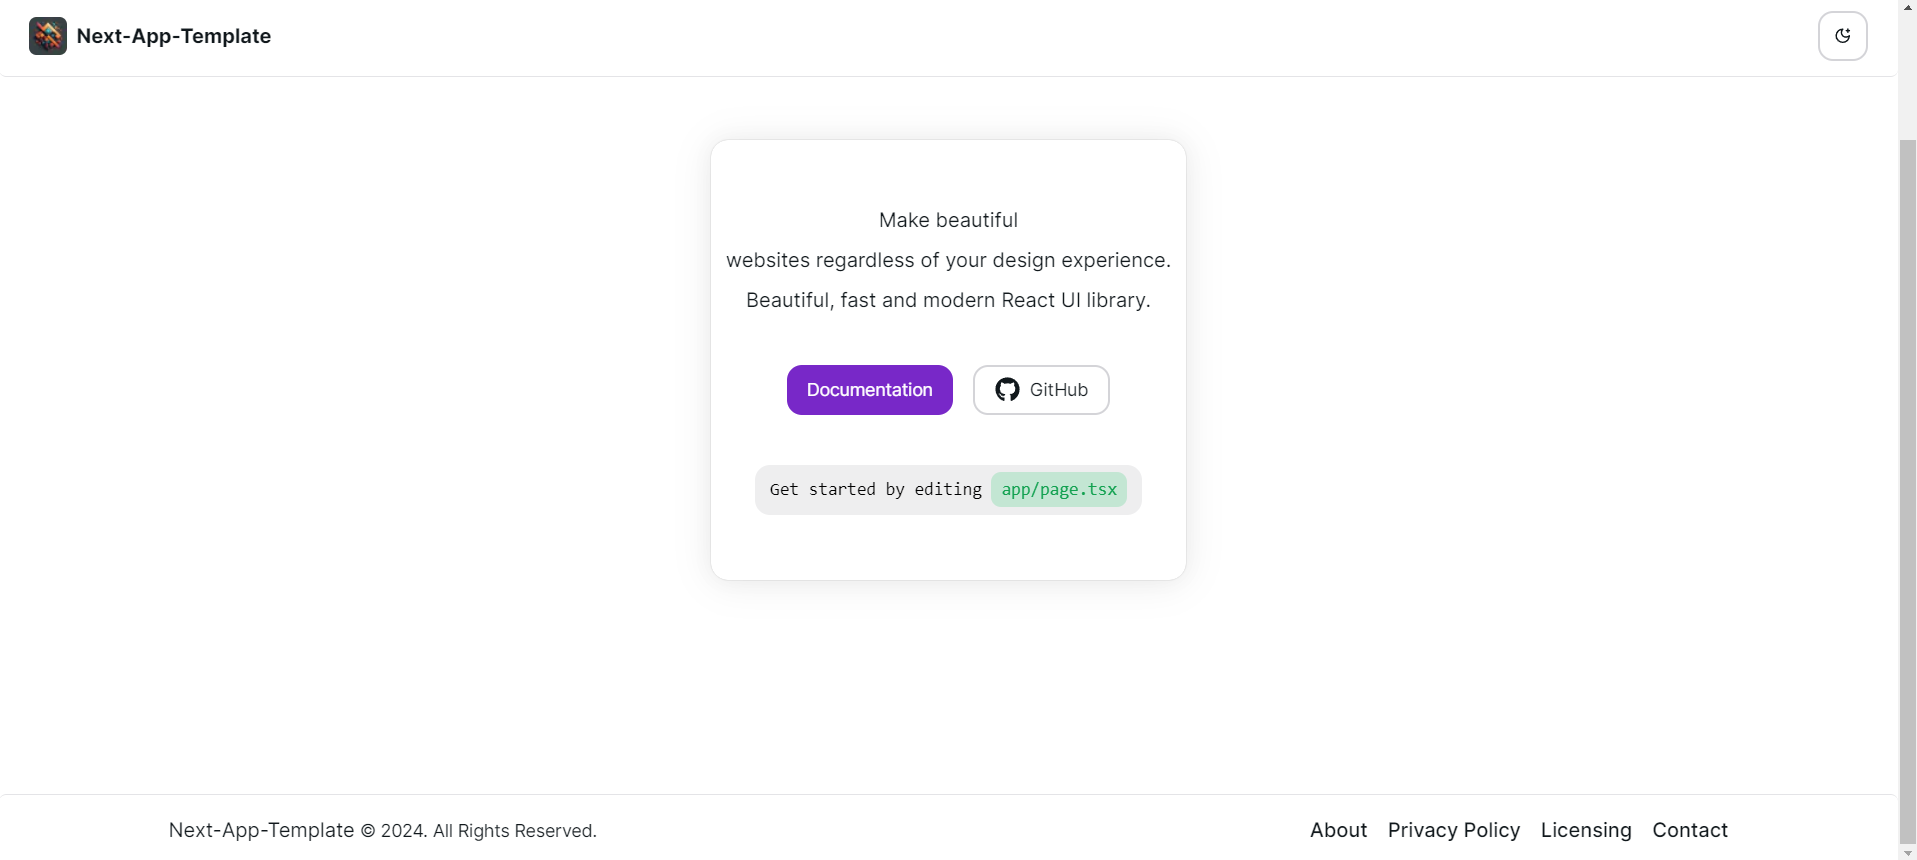 Next-App-Template
Make beautiful
websites regardless of your design experience.
Beautiful, fast and modern React UI library.
Documentation
GitHub
Get started by editing app/page.tsx
Next-App-Template © 2024. All Rights Reserved.
About Privacy Policy Licensing Contact